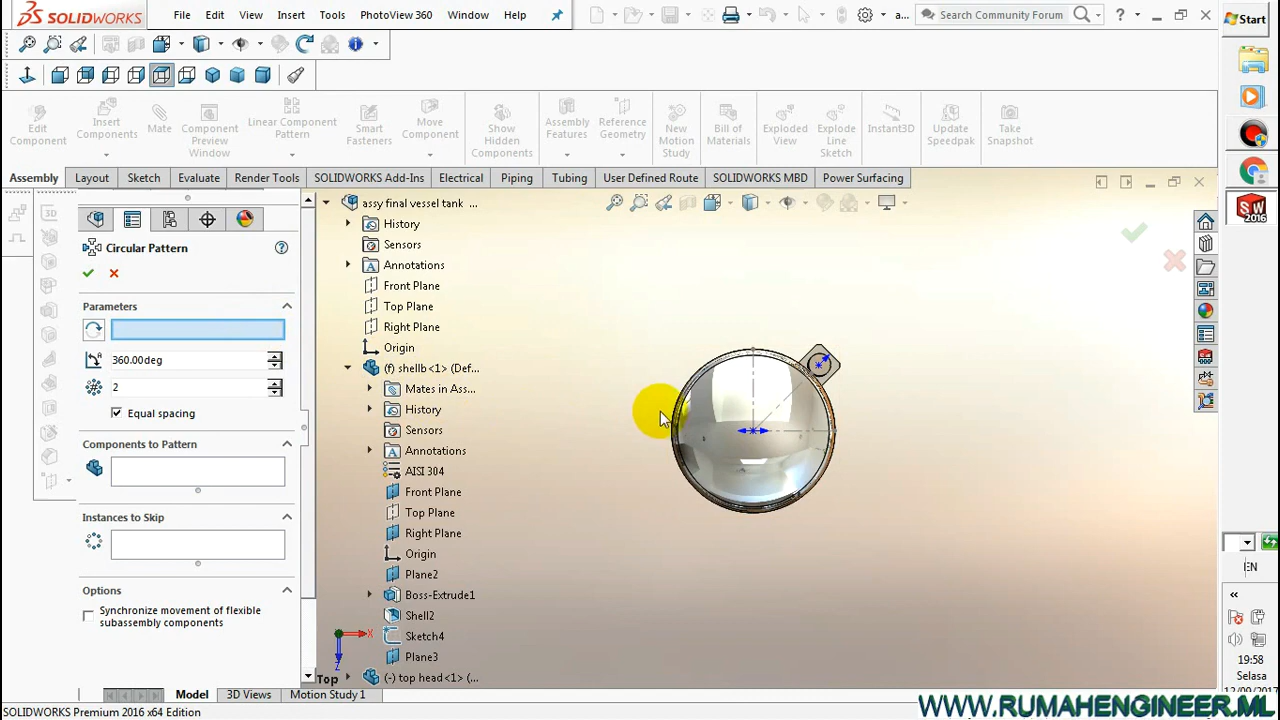 SOLIDWORKS
File
Edit
View
Insert
Tools
PhotoView 360
Window
Help
a...
Search Community Forum
?
Start
Edit
Component
Insert
Components
Mate
Component
Preview
Window
Linear Component
Pattern
Smart
Fasteners
Move
Component
Show
Hidden
Components
Assembly
Features
Reference
Geometry
New
Motion
Study
Bill of
Materials
Exploded
View
Explode
Line
Sketch
Instant3D
Update
Speedpak
Take
Snapshot
Assembly
Layout
Sketch
Evaluate
Render Tools
SOLIDWORKS Add-Ins
Electrical
Piping
Tubing
User Defined Route
SOLIDWORKS MBD
Power Surfacing
SW
2016
Circular Pattern
?
Parameters
360.00deg
2
Equal spacing
Components to Pattern
Instances to Skip
Options
Synchronize movement of flexible
subassembly components
assy final vessel tank ...
History
Sensors
Annotations
Front Plane
Top Plane
Right Plane
Origin
(f) shellb<1> (Def...
Mates in Ass...
History
Sensors
Annotations
AISI 304
Front Plane
Top Plane
Right Plane
Origin
Plane2
Boss-Extrude1
Shell2
Sketch4
Plane3
(-) top head<1> (...
X
Z
Top
Model
3D Views
Motion Study 1
SOLIDWORKS Premium 2016 x64 Edition
EN
19:58
Selasa
12/09/2017
WWW.RUMAHENGINEER.ML